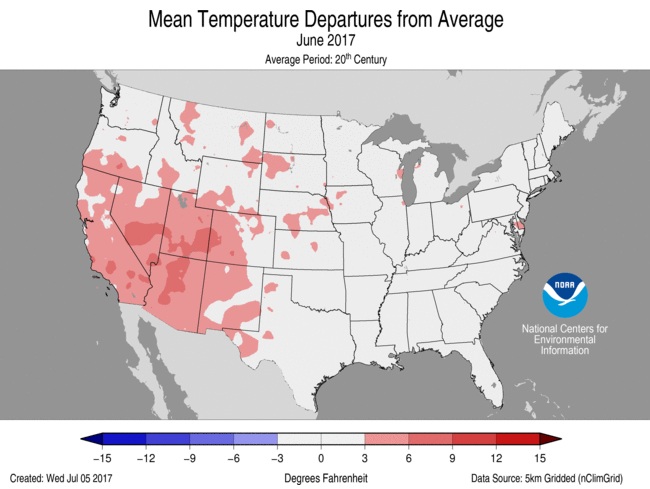 Mean Temperature Departures from Average
June 2017
Average Period: 20th Century
NOAA
National Centers for
Environmental
Information
−15 −12 −9 −6 −3 0 3 6 9 12 15
Created: Wed Jul 05 2017 Degrees Fahrenheit Data Source: 5km Gridded (nClimGrid)